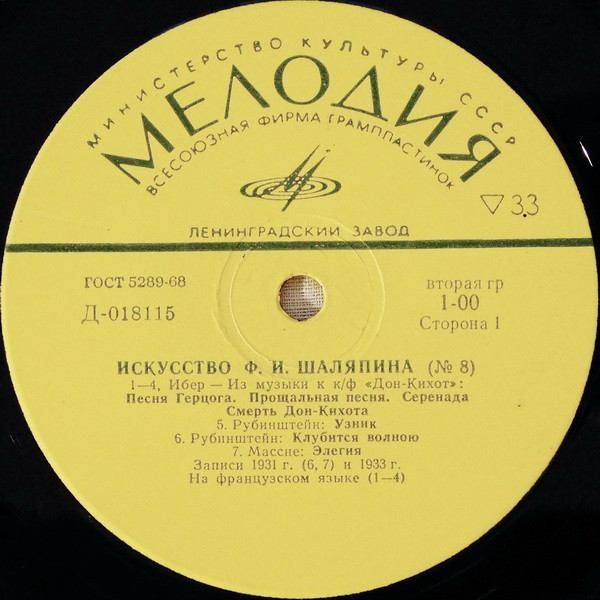 МИНИСТЕРСТВО КУЛЬТУРЫ СССР
МЕЛОДИЯ
ВСЕСОЮЗНАЯ ФИРМА ГРАМПЛАСТИНОК
▽ 33
ЛЕНИНГРАДСКИЙ ЗАВОД
ГОСТ 5289-68
Д-018115
вторая гр
1-00
Сторона 1
ИСКУССТВО Ф. И. ШАЛЯПИНА (№ 8)
1—4, Ибер — Из музыки к к/ф «Дон-Кихот»:
Песня Герцога. Прощальная песня. Серенада
Смерть Дон-Кихота
5. Рубинштейн: Узник
6. Рубинштейн: Клубится волною
7. Массне: Элегия
Записи 1931 г. (6, 7) и 1933 г.
На французском языке (1—4)